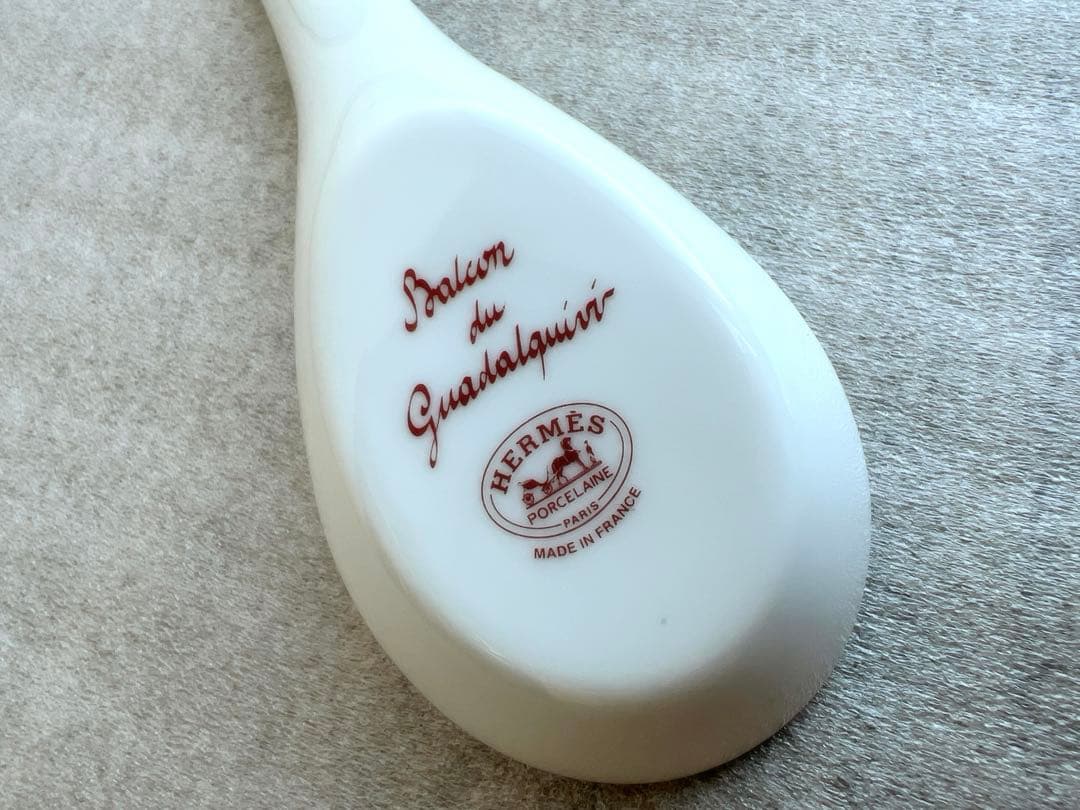 Balcon
du
Guadalquivir
HERMÈS
PORCELAINE
PARIS
MADE IN FRANCE